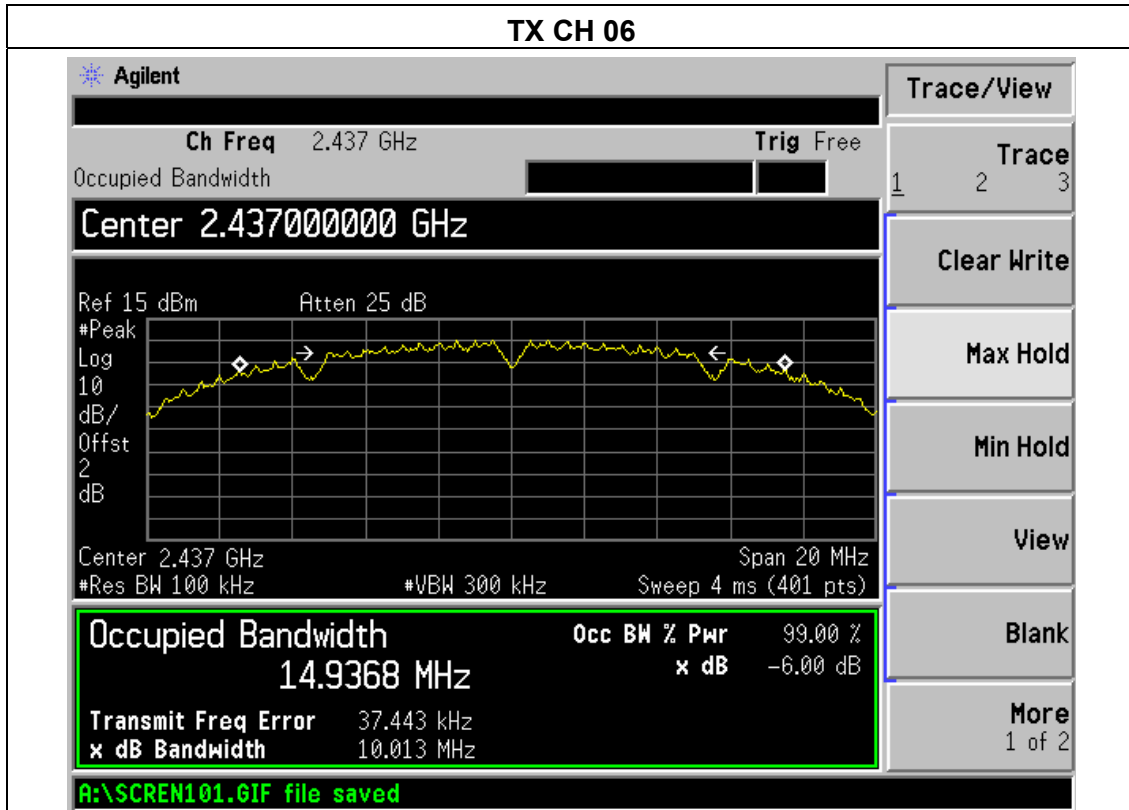 TX CH 06
Agilent
Trace/View
Ch Freq 2.437 GHz Trig Free
Occupied Bandwidth
Trace
1 2 3
Center 2.437000000 GHz
Clear Write
Ref 15 dBm Atten 25 dB
#Peak
Log
10
dB/
Offst
2
dB
Max Hold
Min Hold
Center 2.437 GHz Span 20 MHz
#Res BW 100 kHz #VBW 300 kHz Sweep 4 ms (401 pts)
View
Occupied Bandwidth
14.9368 MHz
Occ BW % Pwr 99.00 %
x dB -6.00 dB
Blank
Transmit Freq Error 37.443 kHz
x dB Bandwidth 10.013 MHz
More
1 of 2
A:\SCREN101.GIF file saved